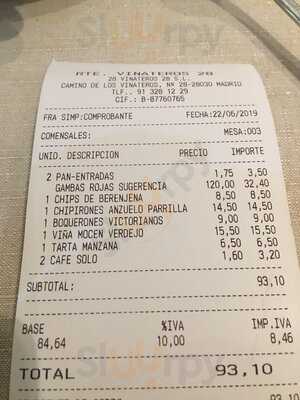 RTE. VINATEROS 28
28 VINATEROS 28 S.L.
CAMINO DE LOS VINATEROS, Nº 28-28030 MADRID
TLF.. 91 328 12 29
CIF.: B-87760765
FRA SIMP:COMPROBANTE FECHA:22/06/2019
COMENSALES: MESA:003
UNID. DESCRIPCION PRECIO IMPORTE
2 PAN-ENTRADAS 1,75 3,50
GAMBAS ROJAS SUGERENCIA 120,00 32,40
1 CHIPS DE BERENJENA 8,50 8,50
1 CHIPIRONES ANZUELO PARRILLA 14,50 14,50
1 BOQUERONES VICTORIANOS 9,00 9,00
1 VIÑA MOCEN VERDEJO 15,50 15,50
1 TARTA MANZANA 6,50 6,50
2 CAFE SOLO 1,60 3,20
SUBTOTAL: 93,10
BASE %IVA IMP.IVA
84,64 10,00 8,46
TOTAL 93,10
93,10